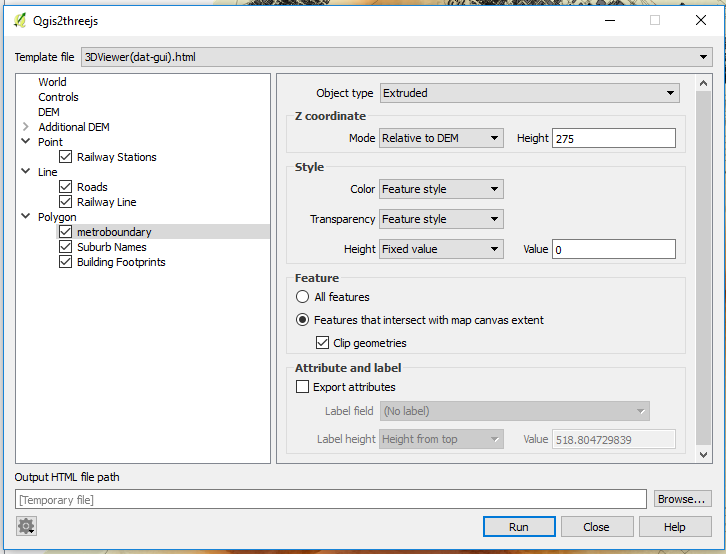 Qgis2threejs
Template file 3DViewer(dat-gui).html
World
Controls
DEM
Additional DEM
Point
Railway Stations
Line
Roads
Railway Line
Polygon
metroboundary
Suburb Names
Building Footprints
Object type Extruded
Z coordinate
Mode Relative to DEM Height 275
Style
Color Feature style
Transparency Feature style
Height Fixed value Value 0
Feature
All features
Features that intersect with map canvas extent
Clip geometries
Attribute and label
Export attributes
Label field (No label)
Label height Height from top Value 518.804729839
Output HTML file path
[Temporary file] Browse...
Run Close Help